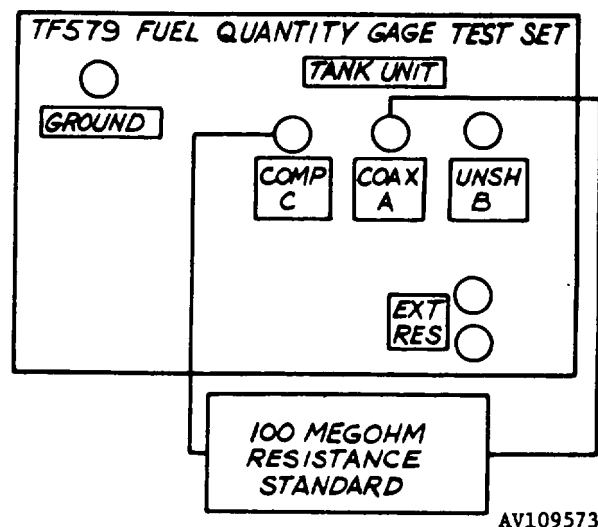 TF579 FUEL QUANTITY GAGE TEST SET
TANK UNIT
GROUND
COMP
C
COAX
A
UNSH
B
EXT
RES
100 MEGOHM
RESISTANCE
STANDARD
AV109573